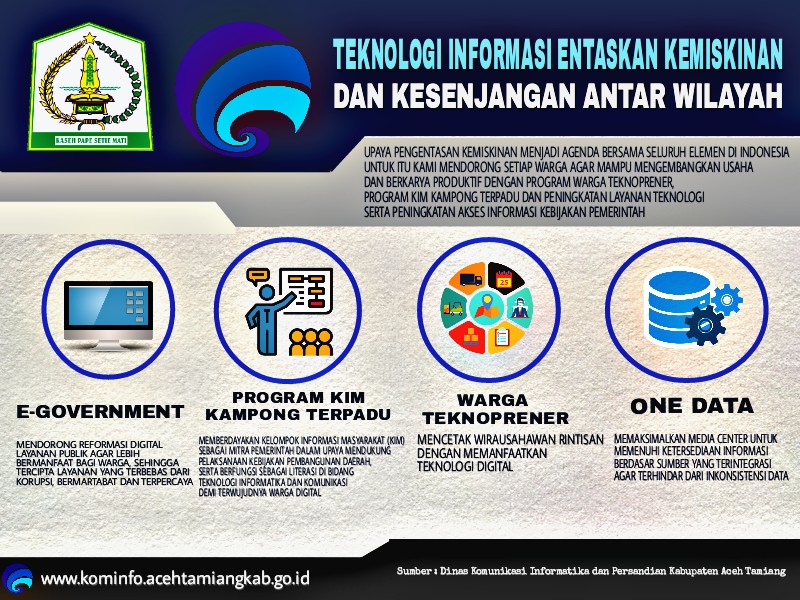 KASEH PAPE SETIE MATI
TEKNOLOGI INFORMASI ENTASKAN KEMISKINAN
DAN KESENJANGAN ANTAR WILAYAH
UPAYA PENGENTASAN KEMISKINAN MENJADI AGENDA BERSAMA SELURUH ELEMEN DI INDONESIA
UNTUK ITU KAMI MENDORONG SETIAP WARGA AGAR MAMPU MENGEMBANGKAN USAHA
DAN BERKARYA PRODUKTIF DENGAN PROGRAM WARGA TEKNOPRENER,
PROGRAM KIM KAMPONG TERPADU DAN PENINGKATAN LAYANAN TEKNOLOGI
SERTA PENINGKATAN AKSES INFORMASI KEBIJAKAN PEMERINTAH
E-GOVERNMENT
MENDORONG REFORMASI DIGITAL
LAYANAN PUBLIK AGAR LEBIH
BERMANFAAT BAGI WARGA, SEHINGGA
TERCIPTA LAYANAN YANG TERBEBAS DARI
KORUPSI, BERMARTABAT DAN TERPERCAYA
PROGRAM KIM
KAMPONG TERPADU
MEMBERDAYAKAN KELOMPOK INFORMASI MASYARAKAT (KIM)
SEBAGAI MITRA PEMERINTAH DALAM UPAYA MENDUKUNG
PELAKSANAAN KEBIJAKAN PEMBANGUNAN DAERAH,
SERTA BERFUNGSI SEBAGAI LITERASI DI BIDANG
TEKNOLOGI INFORMATIKA DAN KOMUNIKASI
DEMI TERWUJUDNYA WARGA DIGITAL
25
WARGA
TEKNOPRENER
MENCETAK WIRAUSAHAWAN RINTISAN
DENGAN MEMANFAATKAN
TEKNOLOGI DIGITAL
ONE DATA
MEMAKSIMALKAN MEDIA CENTER UNTUK
MEMENUHI KETERSEDIAAN INFORMASI
BERDASAR SUMBER YANG TERINTEGRASI
AGAR TERHINDAR DARI INKONSISTENSI DATA
www.kominfo.acehtamiangkab.go.id
Sumber : Dinas Komunikasi Informatika dan Persandian Kabupaten Aceh Tamiang